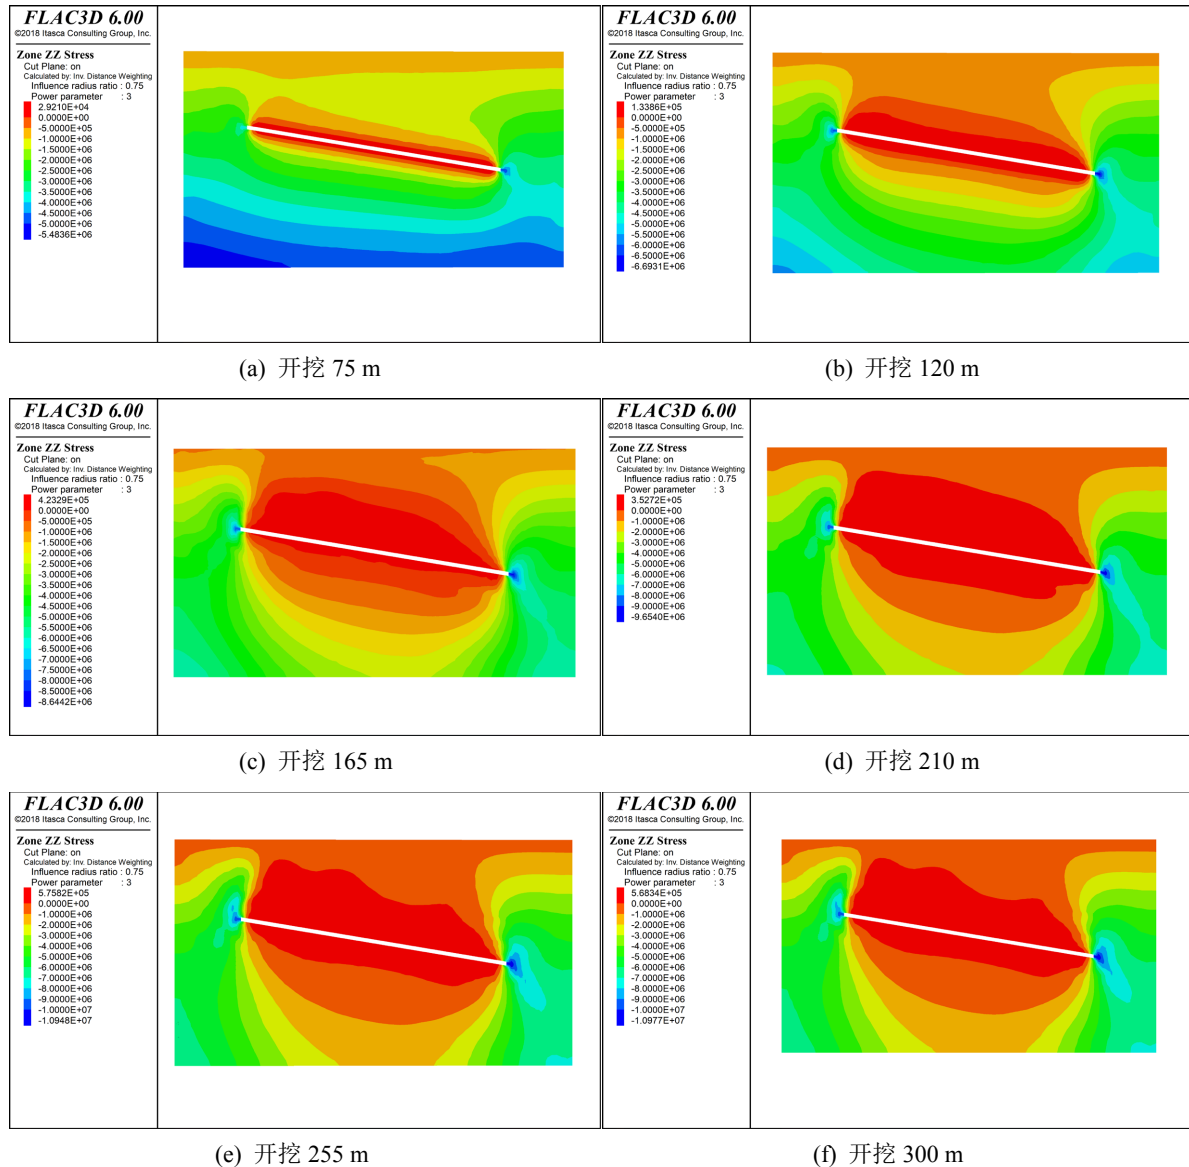 FLAC3D 6.00
©2018 Itasca Consulting Group, Inc.
Zone ZZ Stress
Cut Plane: on
Calculated by: Inv. Distance Weighting
Influence radius ratio : 0.75
Power parameter : 3
2.9210E+04
0.0000E+00
-5.0000E+05
-1.0000E+06
-1.5000E+06
-2.0000E+06
-2.5000E+06
-3.0000E+06
-3.5000E+06
-4.0000E+06
-4.5000E+06
-5.0000E+06
-5.4836E+06
(a) 开挖 75 m
FLAC3D 6.00
©2018 Itasca Consulting Group, Inc.
Zone ZZ Stress
Cut Plane: on
Calculated by: Inv. Distance Weighting
Influence radius ratio : 0.75
Power parameter : 3
1.3386E+05
0.0000E+00
-5.0000E+05
-1.0000E+06
-1.5000E+06
-2.0000E+06
-2.5000E+06
-3.0000E+06
-3.5000E+06
-4.0000E+06
-4.5000E+06
-5.0000E+06
-5.5000E+06
-6.0000E+06
-6.5000E+06
-6.6931E+06
(b) 开挖 120 m
FLAC3D 6.00
©2018 Itasca Consulting Group, Inc.
Zone ZZ Stress
Cut Plane: on
Calculated by: Inv. Distance Weighting
Influence radius ratio : 0.75
Power parameter : 3
4.2329E+05
0.0000E+00
-5.0000E+05
-1.0000E+06
-1.5000E+06
-2.0000E+06
-2.5000E+06
-3.0000E+06
-3.5000E+06
-4.0000E+06
-4.5000E+06
-5.0000E+06
-5.5000E+06
-6.0000E+06
-6.5000E+06
-7.0000E+06
-7.5000E+06
-8.0000E+06
-8.5000E+06
-8.6442E+06
(c) 开挖 165 m
FLAC3D 6.00
©2018 Itasca Consulting Group, Inc.
Zone ZZ Stress
Cut Plane: on
Calculated by: Inv. Distance Weighting
Influence radius ratio : 0.75
Power parameter : 3
3.5272E+05
0.0000E+00
-1.0000E+06
-2.0000E+06
-3.0000E+06
-4.0000E+06
-5.0000E+06
-6.0000E+06
-7.0000E+06
-8.0000E+06
-9.0000E+06
-9.6540E+06
(d) 开挖 210 m
FLAC3D 6.00
©2018 Itasca Consulting Group, Inc.
Zone ZZ Stress
Cut Plane: on
Calculated by: Inv. Distance Weighting
Influence radius ratio : 0.75
Power parameter : 3
5.7582E+05
0.0000E+00
-1.0000E+06
-2.0000E+06
-3.0000E+06
-4.0000E+06
-5.0000E+06
-6.0000E+06
-7.0000E+06
-8.0000E+06
-9.0000E+06
-1.0000E+07
-1.0948E+07
(e) 开挖 255 m
FLAC3D 6.00
©2018 Itasca Consulting Group, Inc.
Zone ZZ Stress
Cut Plane: on
Calculated by: Inv. Distance Weighting
Influence radius ratio : 0.75
Power parameter : 3
5.6834E+05
0.0000E+00
-1.0000E+06
-2.0000E+06
-3.0000E+06
-4.0000E+06
-5.0000E+06
-6.0000E+06
-7.0000E+06
-8.0000E+06
-9.0000E+06
-1.0000E+07
-1.0977E+07
(f) 开挖 300 m